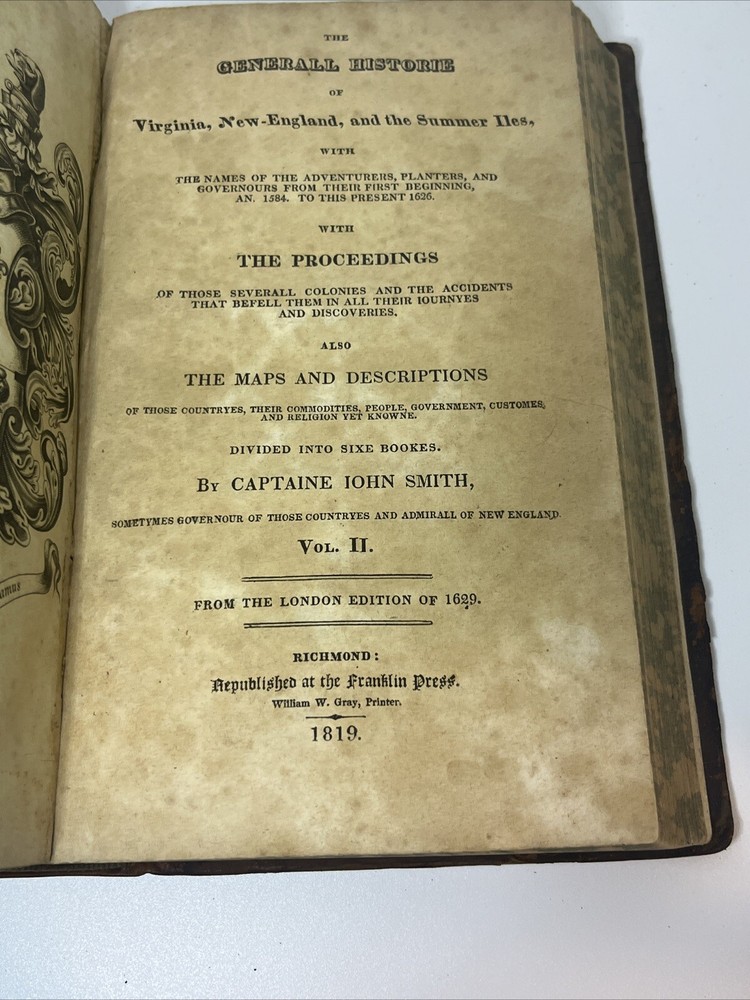 THE
GENERALL HISTORIE
OF
Virginia, New-England, and the Summer Iles,
WITH
THE NAMES OF THE ADVENTURERS, PLANTERS, AND
GOVERNOURS FROM THEIR FIRST BEGINNING,
AN. 1584. TO THIS PRESENT 1626.
WITH
THE PROCEEDINGS
OF THOSE SEVERALL COLONIES AND THE ACCIDENTS
THAT BEFELL THEM IN ALL THEIR IOURNYES
AND DISCOVERIES.
ALSO
THE MAPS AND DESCRIPTIONS
OF THOSE COUNTRYES, THEIR COMMODITIES, PEOPLE, GOVERNMENT, CUSTOMES,
AND RELIGION YET KNOWNE.
DIVIDED INTO SIXE BOOKES.
By CAPTAINE IOHN SMITH,
SOMETYMES GOVERNOUR OF THOSE COUNTRYES AND ADMIRALL OF NEW ENGLAND.
Vol. II.
FROM THE LONDON EDITION OF 1629.
RICHMOND:
Republished at the Franklin Press.
William W. Gray, Printer.
1819.